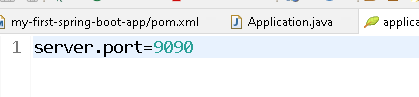 my-first-spring-boot-app/pom.xml
Application.java
applica
1 server.port=9090